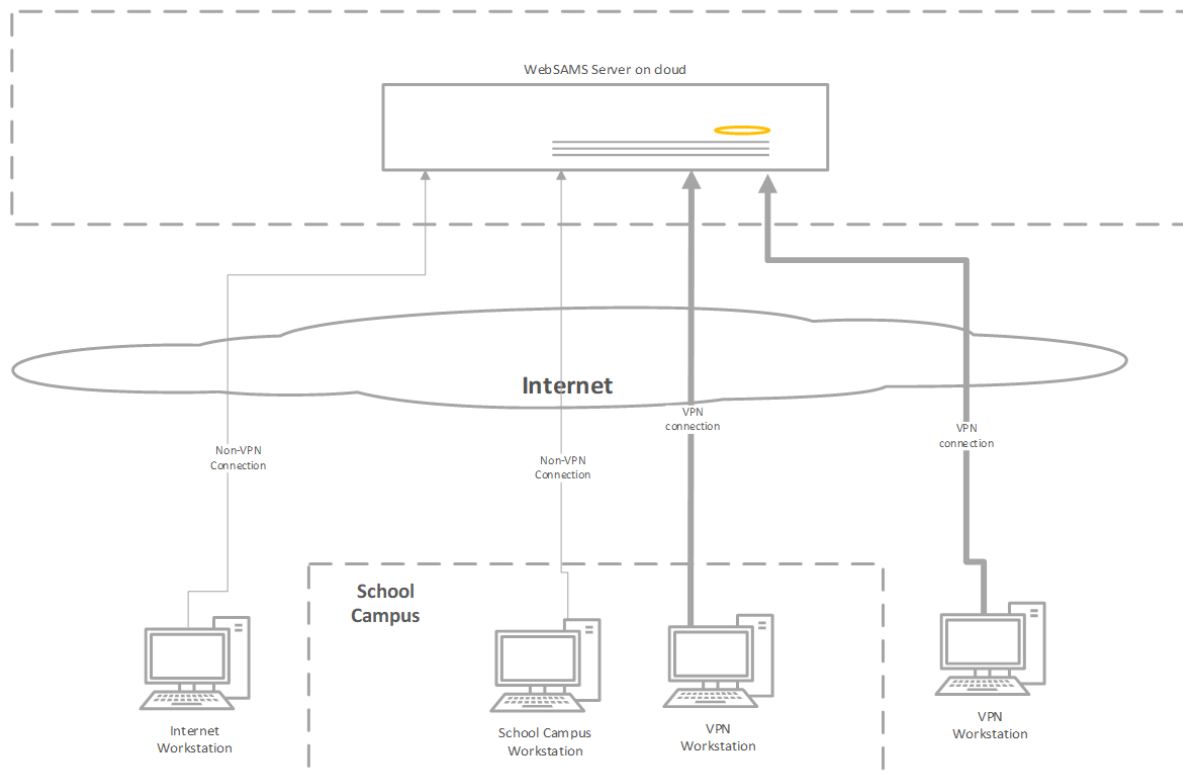 WebSAMS Server on cloud
Internet
VPN
connection
VPN
connection
Non-VPN
Connection
Non-VPN
Connection
School
Campus
Internet
Workstation
School Campus
Workstation
VPN
Workstation
VPN
Workstation